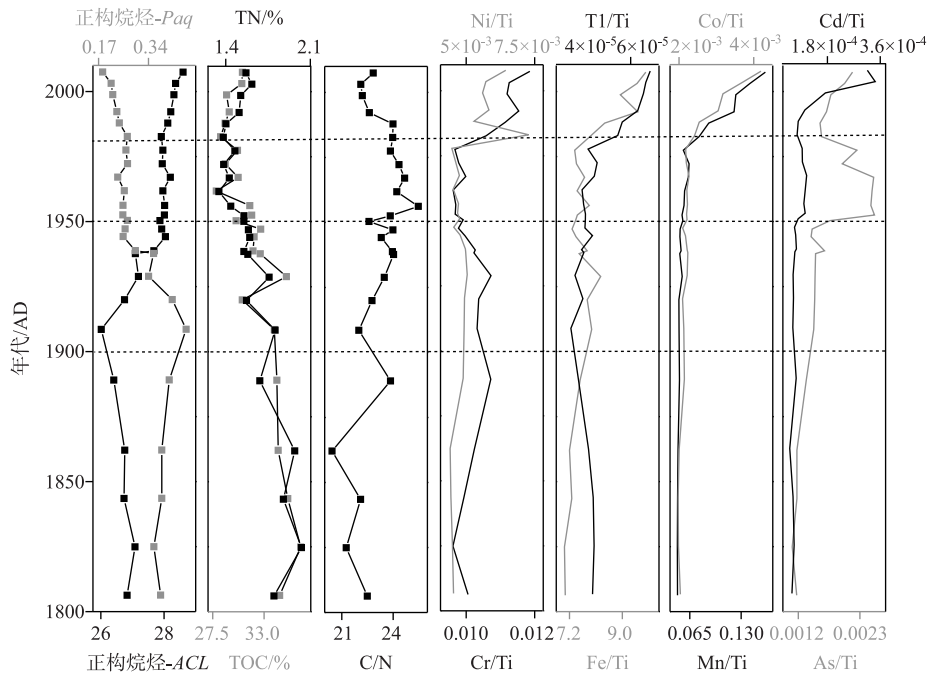 正构烷烃-Paq TN/% Ni/Ti T1/Ti Co/Ti Cd/Ti
0.17 0.34 1.4 2.1 5×10⁻³ 7.5×10⁻³ 4×10⁻⁵ 6×10⁻⁵ 2×10⁻³ 4×10⁻³ 1.8×10⁻⁴ 3.6×10⁻⁴
2000
1950
年代/AD
1900
1850
1800
26 28 27.5 33.0 21 24 0.010 0.012 7.2 9.0 0.065 0.130 0.0012 0.0023
正构烷烃-ACL TOC/% C/N Cr/Ti Fe/Ti Mn/Ti As/Ti